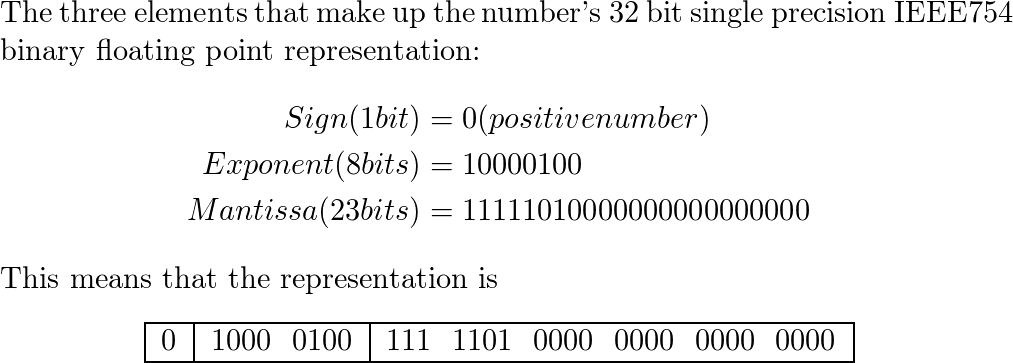 The three elements that make up the number's 32 bit single precision IEEE754
binary floating point representation:
Sign(1bit) = 0(positivenumber)
Exponent(8bits) = 10000100
Mantissa(23bits) = 11111010000000000000000
This means that the representation is
0 1000 0100 111 1101 0000 0000 0000 0000